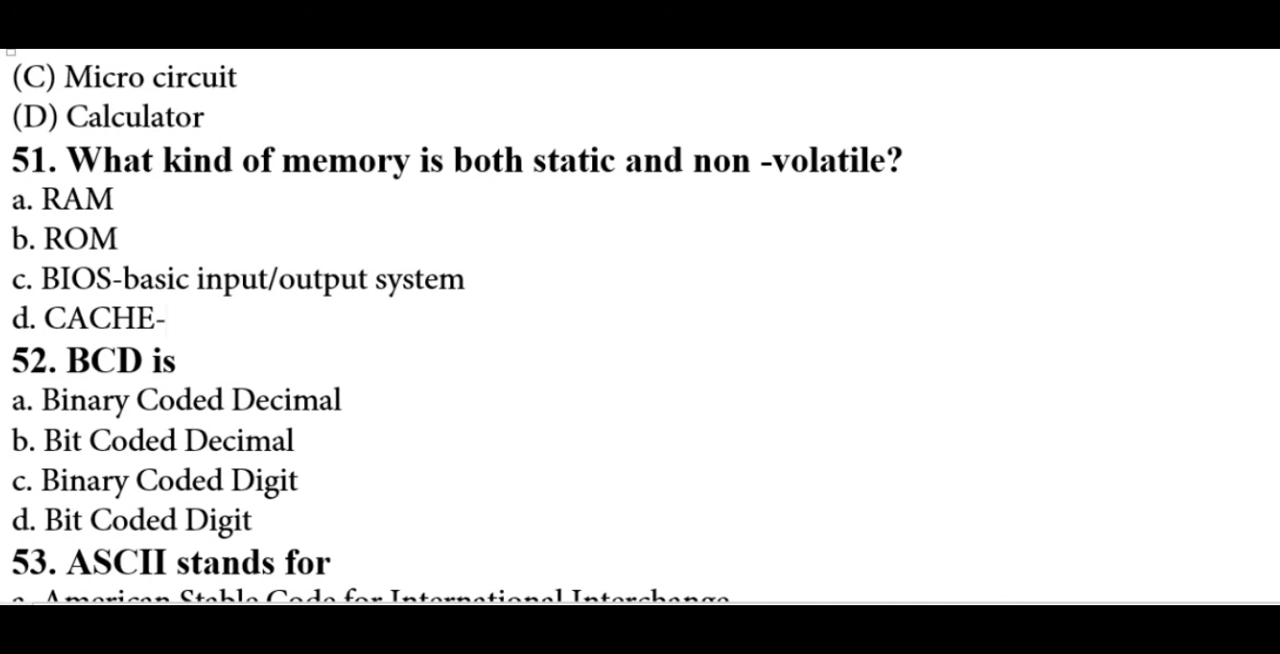 (C) Micro circuit
(D) Calculator
51. What kind of memory is both static and non -volatile?
a. RAM
b. ROM
c. BIOS-basic input/output system
d. CACHE-
52. BCD is
a. Binary Coded Decimal
b. Bit Coded Decimal
c. Binary Coded Digit
d. Bit Coded Digit
53. ASCII stands for
a. American Stable Code for International Interchange